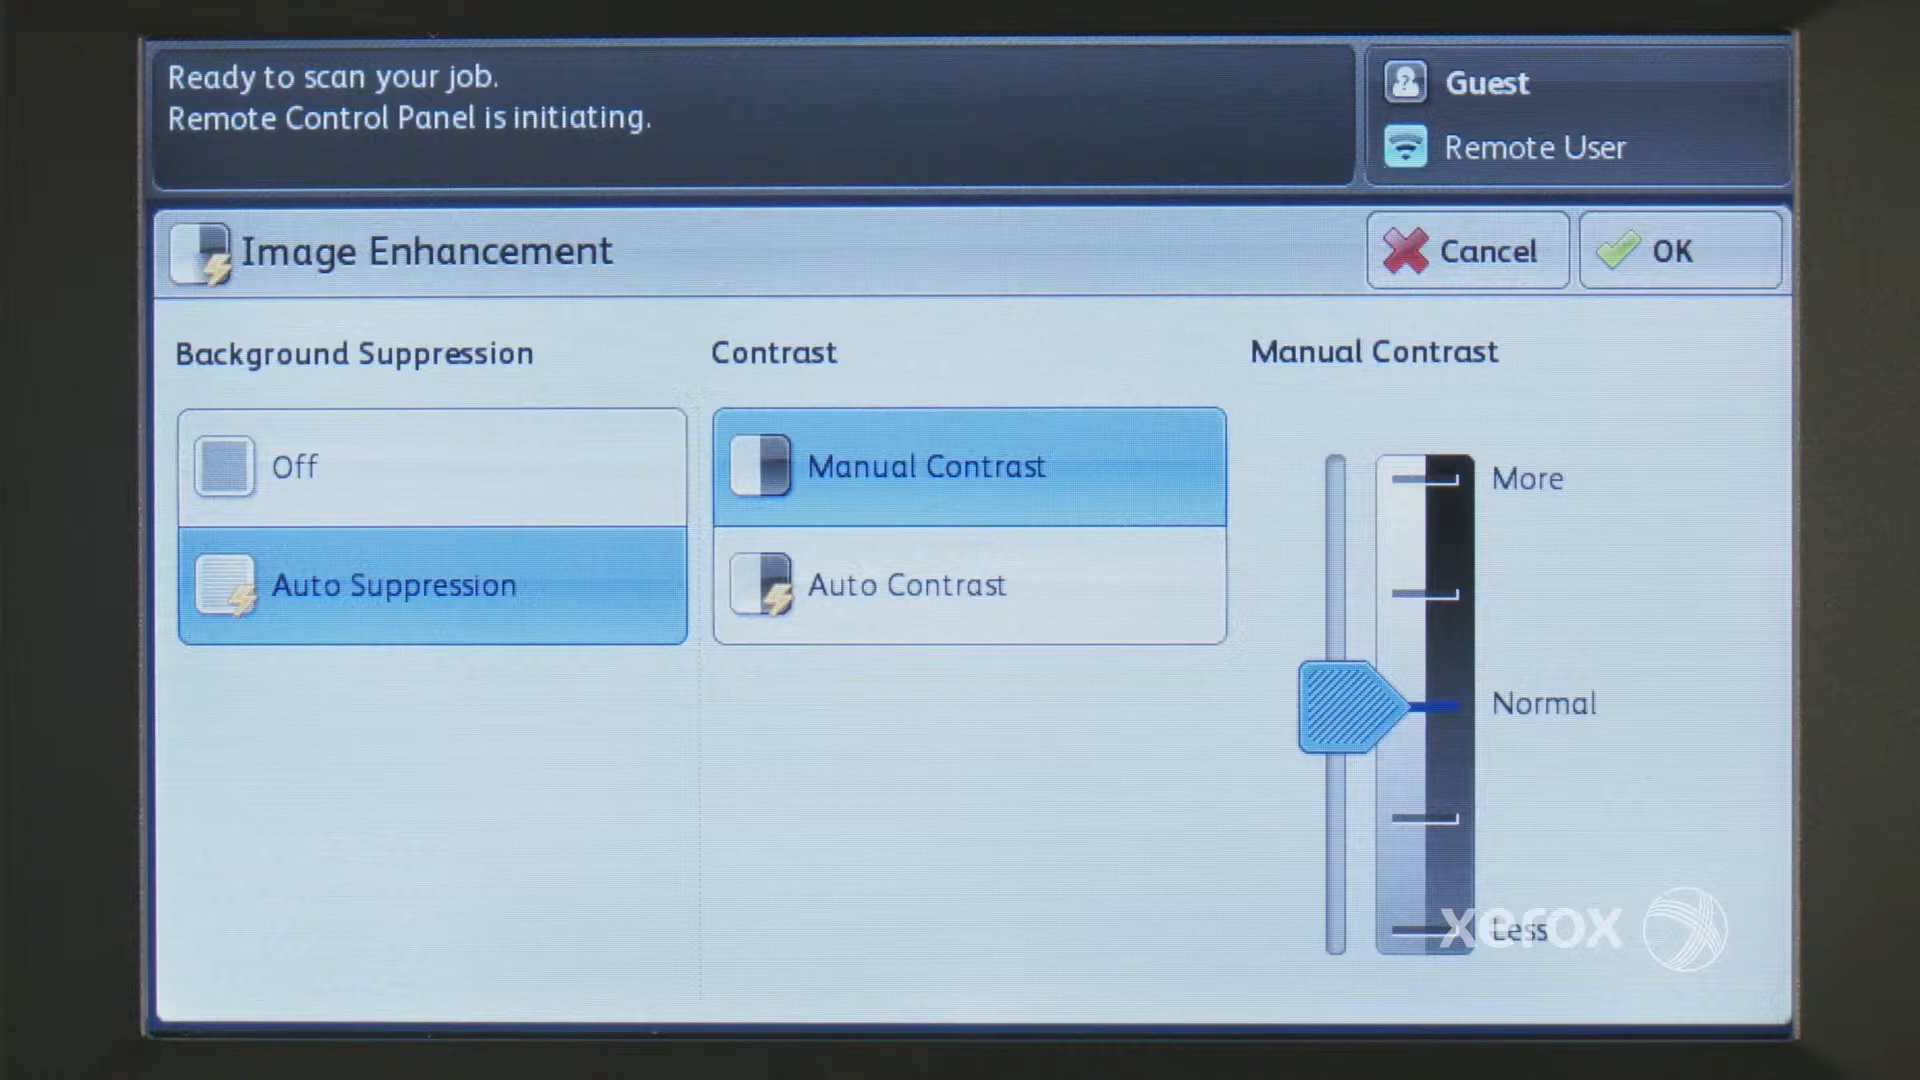 Ready to scan your job.
Remote Control Panel is initiating.
Guest
Remote User
Image Enhancement
Cancel
OK
Background Suppression
Contrast
Manual Contrast
Off
Auto Suppression
Manual Contrast
Auto Contrast
More
Normal
Less
xerox